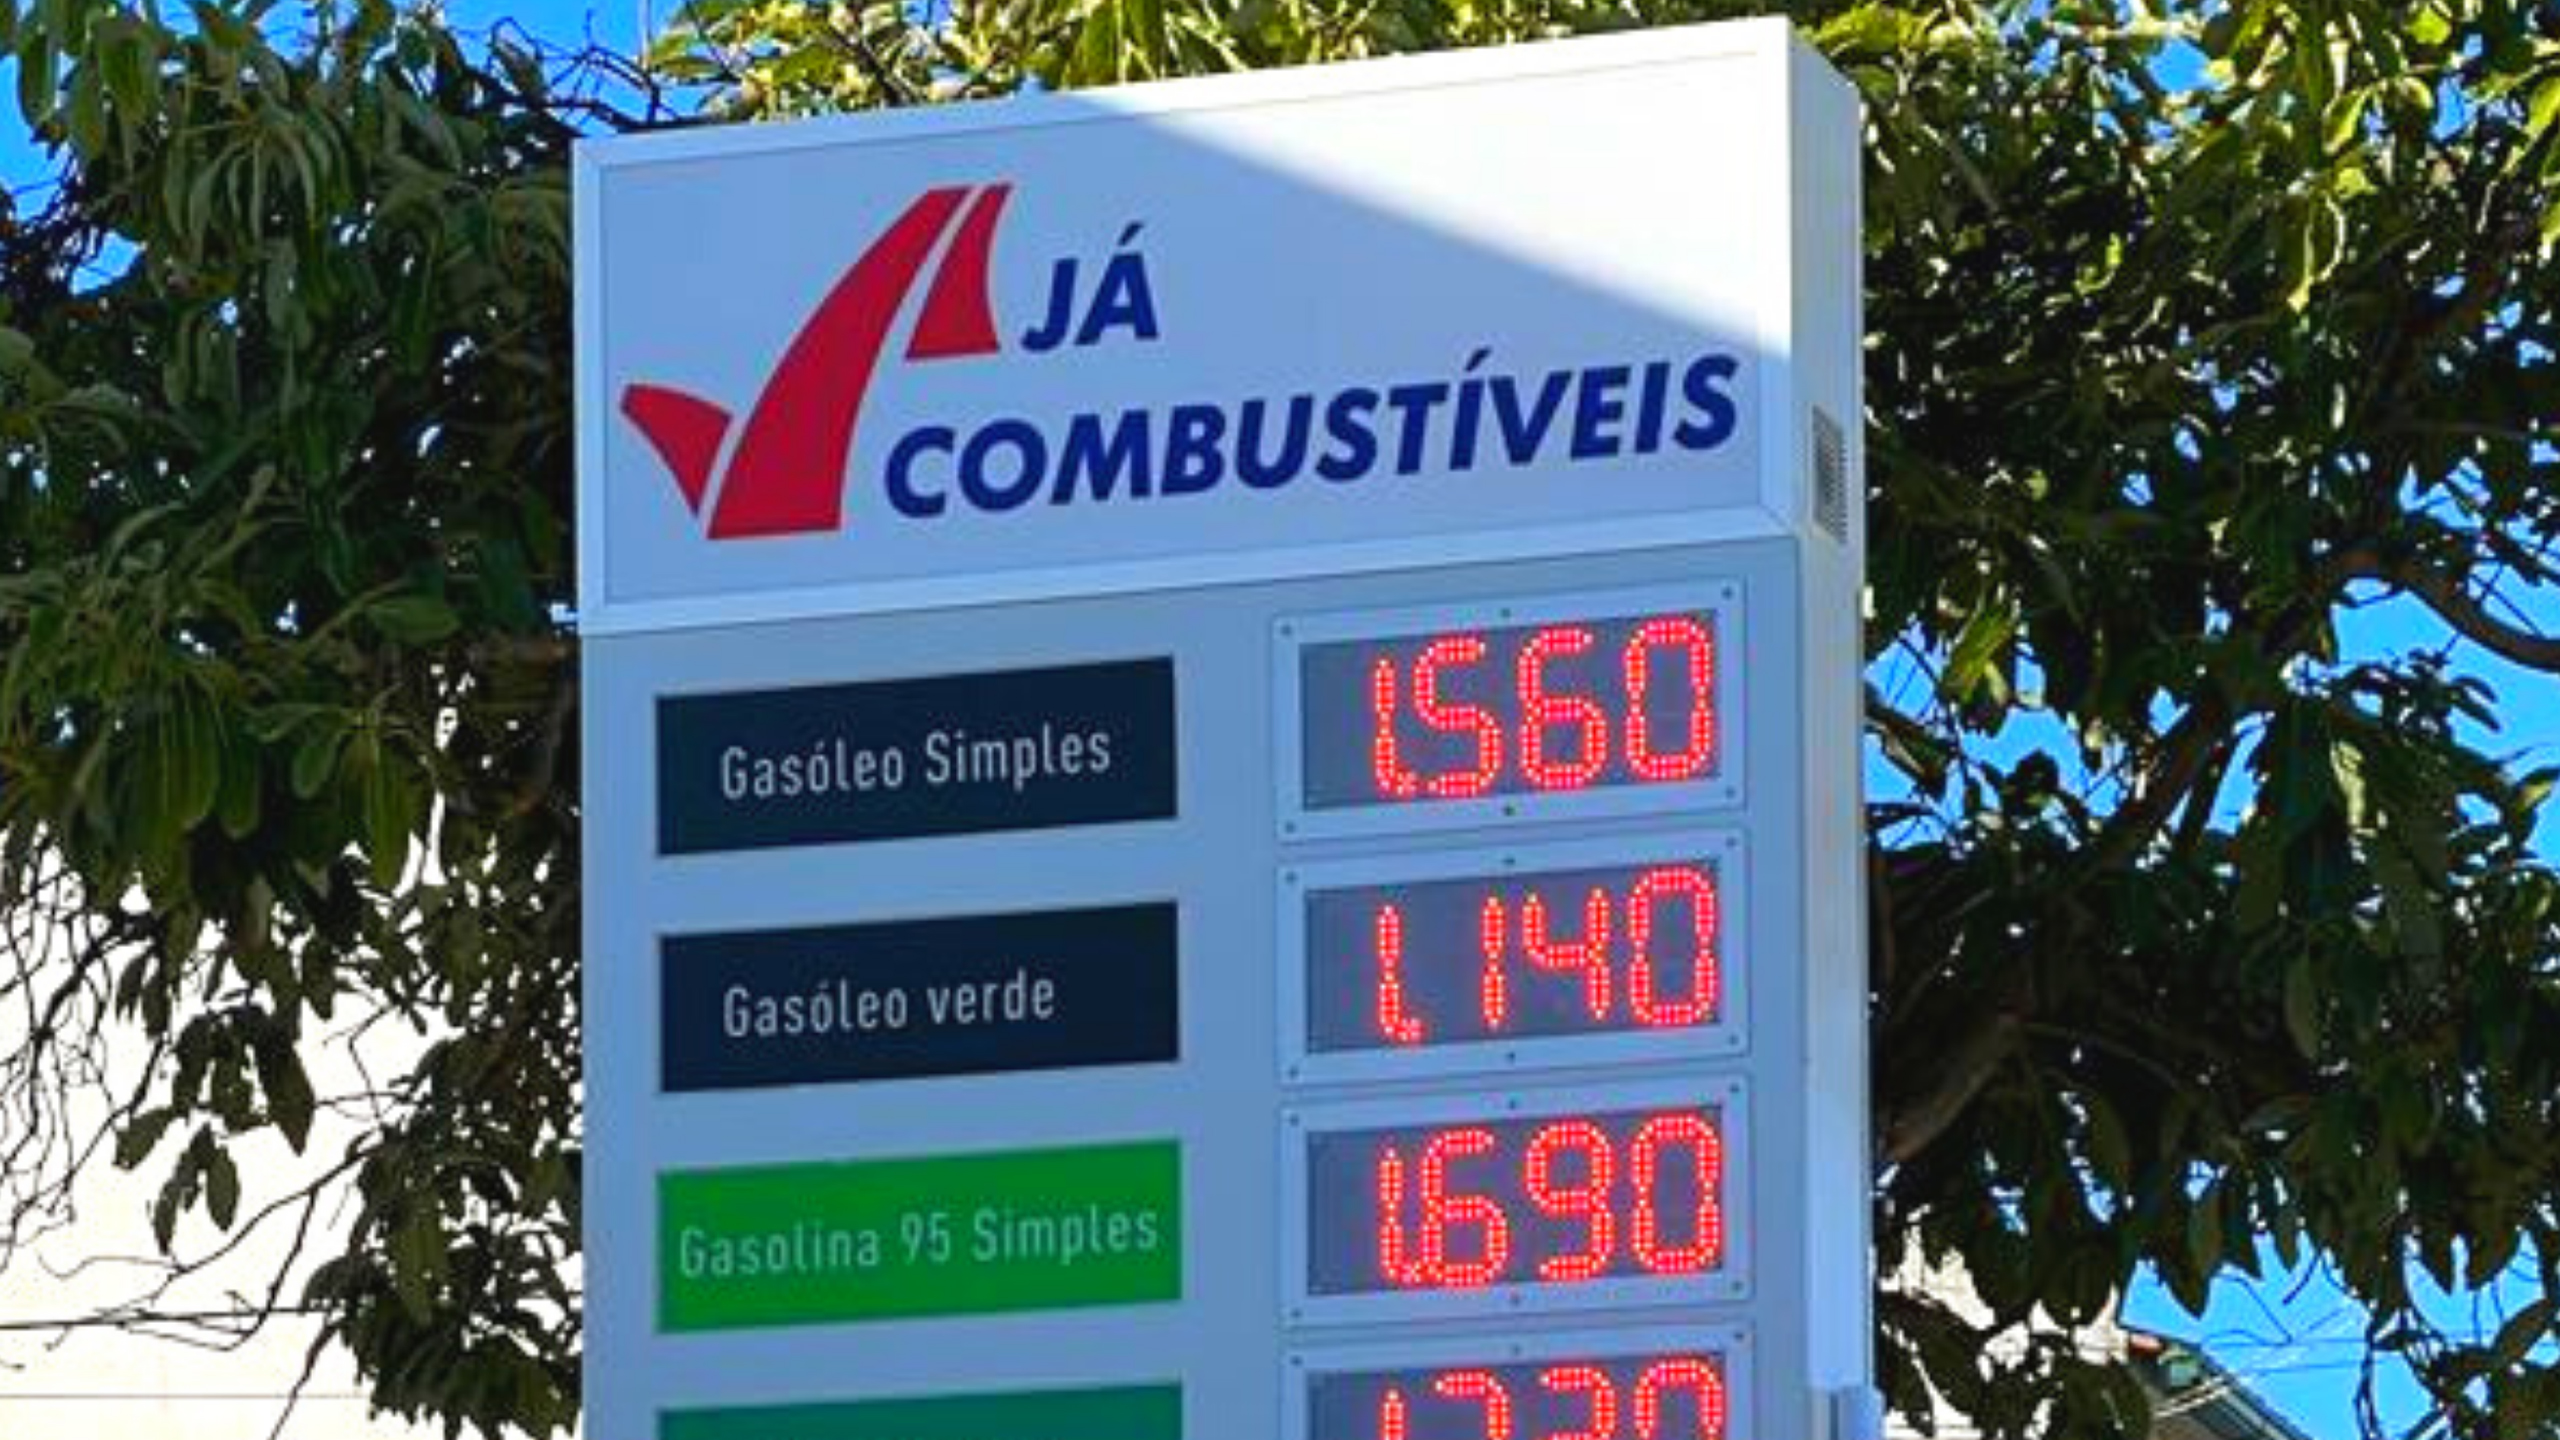 JÁ
COMBUSTÍVEIS
Gasóleo Simples 1.560
Gasóleo verde 1.140
Gasolina 95 Simples 1.690